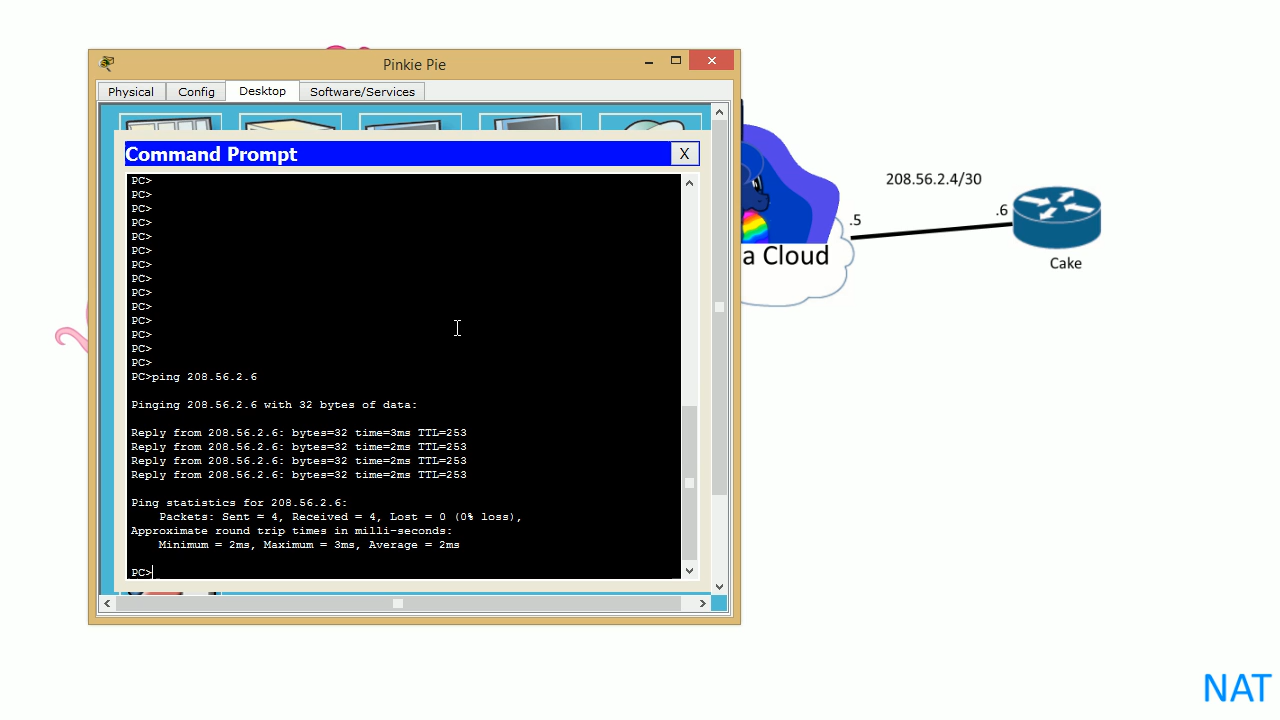 Pinkie Pie
Physical Config Desktop Software/Services
Command Prompt X
PC>
PC>
PC>
PC>
PC>
PC>
PC>
PC>
PC>
PC>
PC>
PC>
PC>
PC>
PC>ping 208.56.2.6
Pinging 208.56.2.6 with 32 bytes of data:
Reply from 208.56.2.6: bytes=32 time=3ms TTL=253
Reply from 208.56.2.6: bytes=32 time=2ms TTL=253
Reply from 208.56.2.6: bytes=32 time=2ms TTL=253
Reply from 208.56.2.6: bytes=32 time=2ms TTL=253
Ping statistics for 208.56.2.6:
Packets: Sent = 4, Received = 4, Lost = 0 (0% loss),
Approximate round trip times in milli-seconds:
Minimum = 2ms, Maximum = 3ms, Average = 2ms
PC>
208.56.2.4/30
.5
.6
a Cloud
Cake
NAT